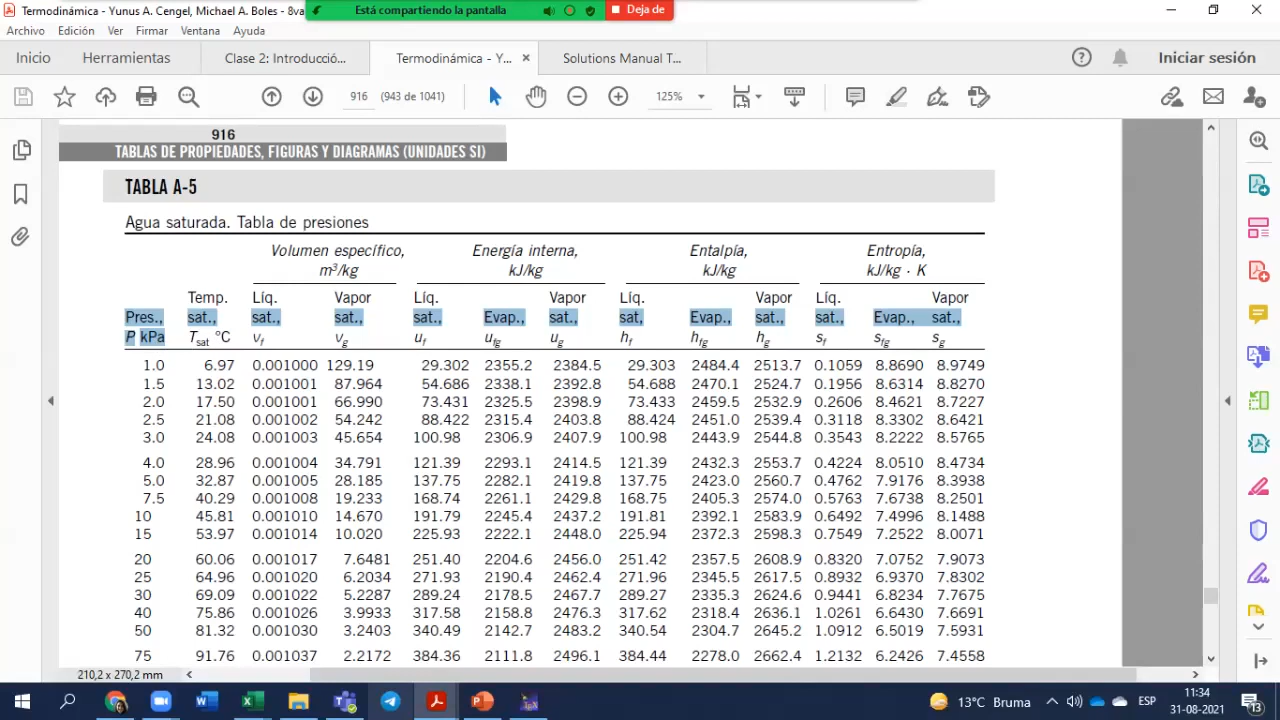 Termodinámica - Yunus A. Cengel, Michael A. Boles - 8va
Está compartiendo la pantalla
Deja de
Archivo Edición Ver Firmar Ventana Ayuda
Inicio Herramientas Clase 2: Introducció... Termodinámica - Y... × Solutions Manual T... Iniciar sesión
916 (943 de 1041) 125%
916
TABLAS DE PROPIEDADES, FIGURAS Y DIAGRAMAS (UNIDADES SI)
TABLA A-5
Agua saturada. Tabla de presiones
Volumen específico, Energía interna, Entalpía, Entropía,
m³/kg kJ/kg kJ/kg kJ/kg · K
Temp. Líq. Vapor Líq. Vapor Líq. Vapor Líq. Vapor
Pres., sat., sat., sat., sat., Evap., sat., sat, Evap., sat., sat., Evap., sat.,
P kPa Tsat °C vf vg uf ufg ug hf hfg hg sf sfg sg
1.0 6.97 0.001000 129.19 29.302 2355.2 2384.5 29.303 2484.4 2513.7 0.1059 8.8690 8.9749
1.5 13.02 0.001001 87.964 54.686 2338.1 2392.8 54.688 2470.1 2524.7 0.1956 8.6314 8.8270
2.0 17.50 0.001001 66.990 73.431 2325.5 2398.9 73.433 2459.5 2532.9 0.2606 8.4621 8.7227
2.5 21.08 0.001002 54.242 88.422 2315.4 2403.8 88.424 2451.0 2539.4 0.3118 8.3302 8.6421
3.0 24.08 0.001003 45.654 100.98 2306.9 2407.9 100.98 2443.9 2544.8 0.3543 8.2222 8.5765
4.0 28.96 0.001004 34.791 121.39 2293.1 2414.5 121.39 2432.3 2553.7 0.4224 8.0510 8.4734
5.0 32.87 0.001005 28.185 137.75 2282.1 2419.8 137.75 2423.0 2560.7 0.4762 7.9176 8.3938
7.5 40.29 0.001008 19.233 168.74 2261.1 2429.8 168.75 2405.3 2574.0 0.5763 7.6738 8.2501
10 45.81 0.001010 14.670 191.79 2245.4 2437.2 191.81 2392.1 2583.9 0.6492 7.4996 8.1488
15 53.97 0.001014 10.020 225.93 2222.1 2448.0 225.94 2372.3 2598.3 0.7549 7.2522 8.0071
20 60.06 0.001017 7.6481 251.40 2204.6 2456.0 251.42 2357.5 2608.9 0.8320 7.0752 7.9073
25 64.96 0.001020 6.2034 271.93 2190.4 2462.4 271.96 2345.5 2617.5 0.8932 6.9370 7.8302
30 69.09 0.001022 5.2287 289.24 2178.5 2467.7 289.27 2335.3 2624.6 0.9441 6.8234 7.7675
40 75.86 0.001026 3.9933 317.58 2158.8 2476.3 317.62 2318.4 2636.1 1.0261 6.6430 7.6691
50 81.32 0.001030 3.2403 340.49 2142.7 2483.2 340.54 2304.7 2645.2 1.0912 6.5019 7.5931
75 91.76 0.001037 2.2172 384.36 2111.8 2496.1 384.44 2278.0 2662.4 1.2132 6.2426 7.4558
210,2 x 270,2 mm
13°C Bruma ESP 11:34
31-08-2021 13